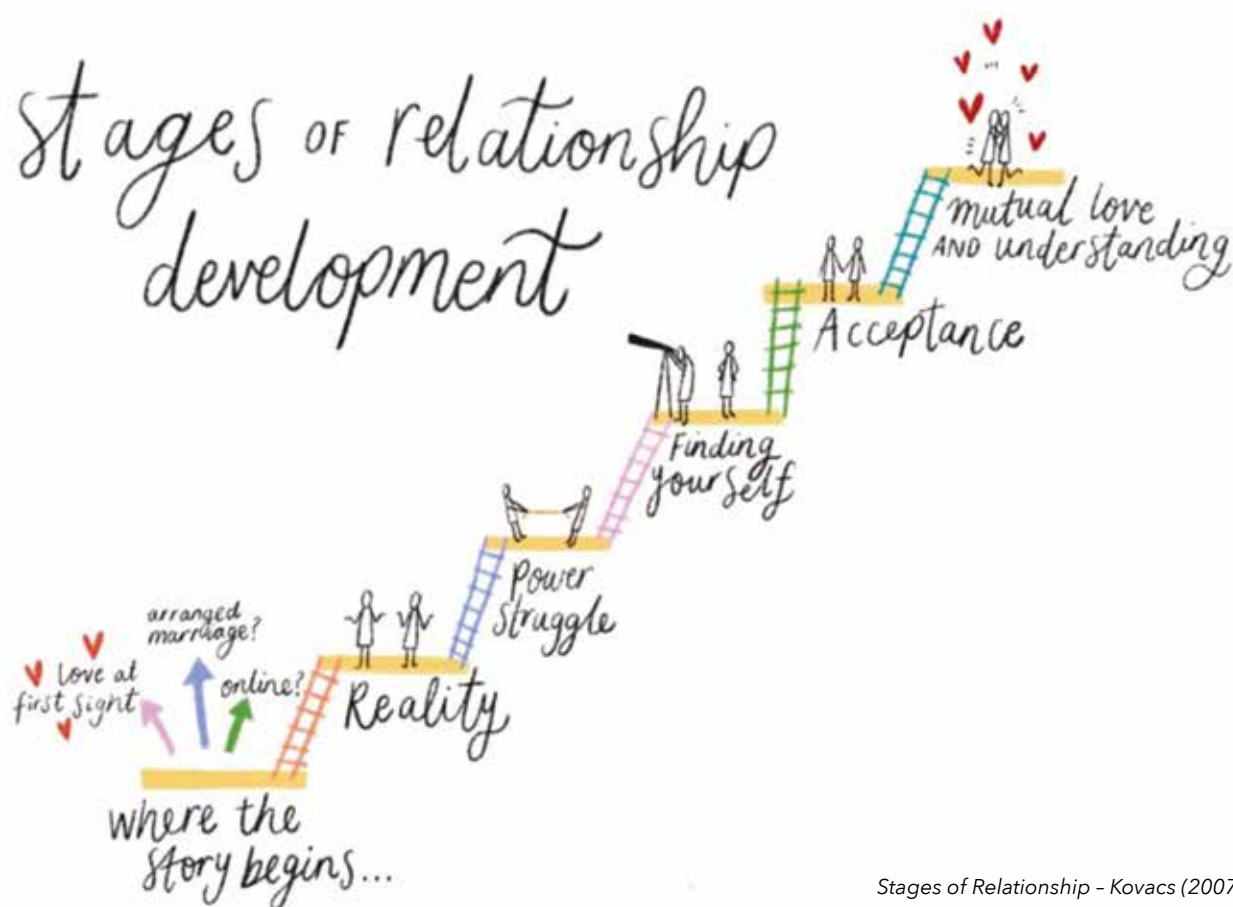 stages OF relationship
development
mutual love
AND understanding
Acceptance
Finding
yourself
Power
struggle
arranged
marriage?
love at
first sight
online?
Reality
where the
story begins...
Stages of Relationship – Kovacs (2007